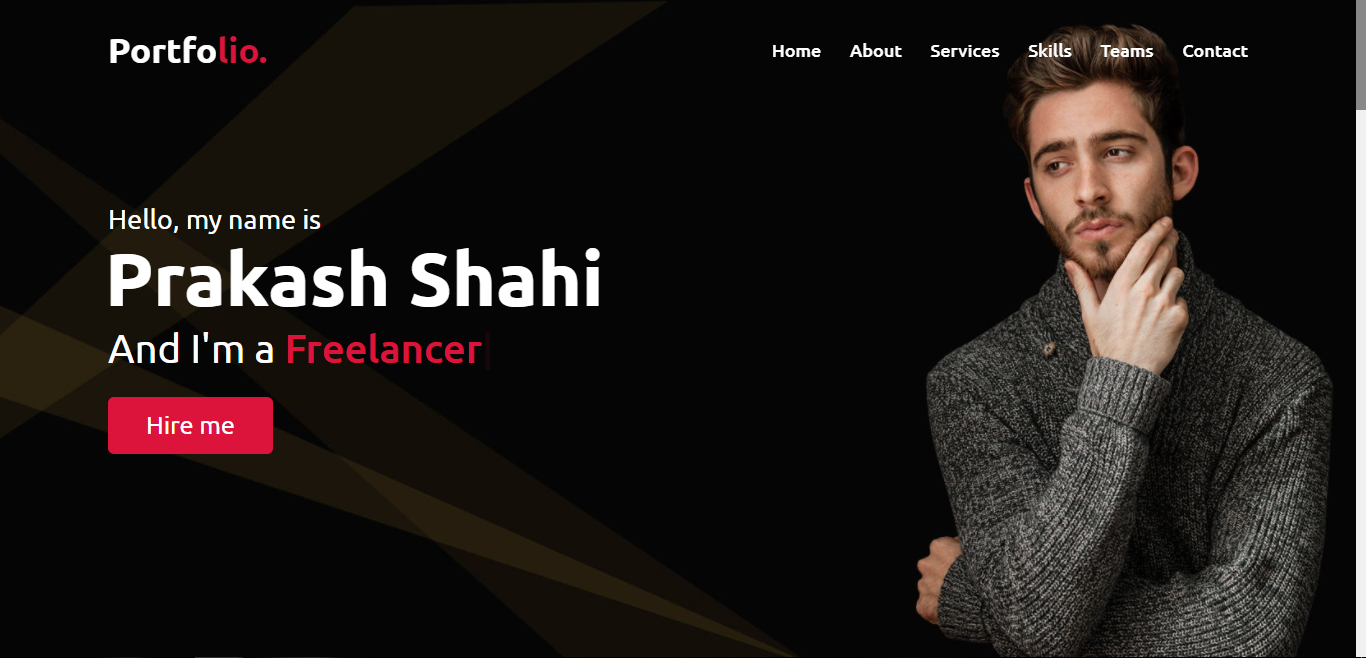 Portfolio.
Home About Services Skills Teams Contact
Hello, my name is
Prakash Shahi
And I'm a Freelancer
Hire me